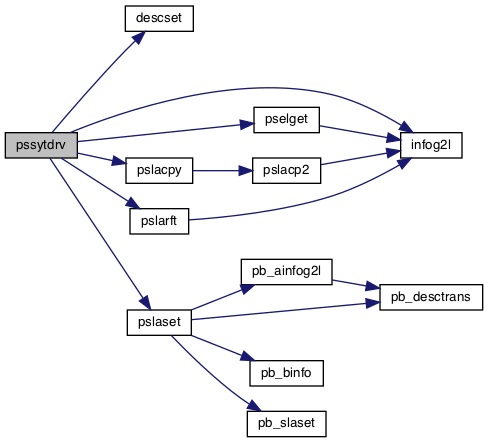 descset
pselget
pssytdrv
infog2l
pslacpy
pslacp2
pslarft
pb_ainfog2l
pb_desctrans
pslaset
pb_binfo
pb_slaset